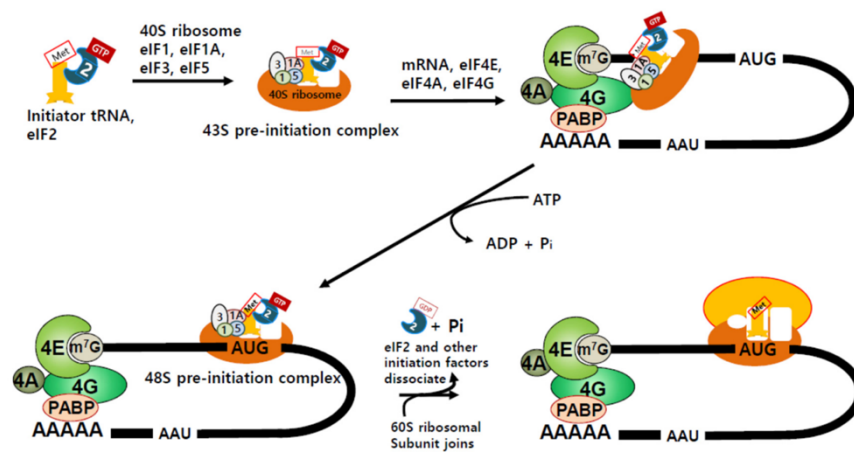 Met
GTP
2
Initiator tRNA,
eIF2
40S ribosome
eIF1, eIF1A,
eIF3, eIF5
Met
GTP
3 1A 2
1 5
40S ribosome
43S pre-initiation complex
mRNA, eIF4E,
eIF4A, eIF4G
GTP
Met
2
4E m⁷G 3 1A 1 5 AUG
4A 4G
PABP
AAAAA AAU
ATP
ADP + Pi
GTP
3 1A Met 2
1 5
4E m⁷G AUG
4A 4G 48S pre-initiation complex
PABP
AAAAA AAU
GDP
2 + Pi
eIF2 and other
initiation factors
dissociate
60S ribosomal
Subunit joins
Met
4E m⁷G AUG
4A 4G
PABP
AAAAA AAU